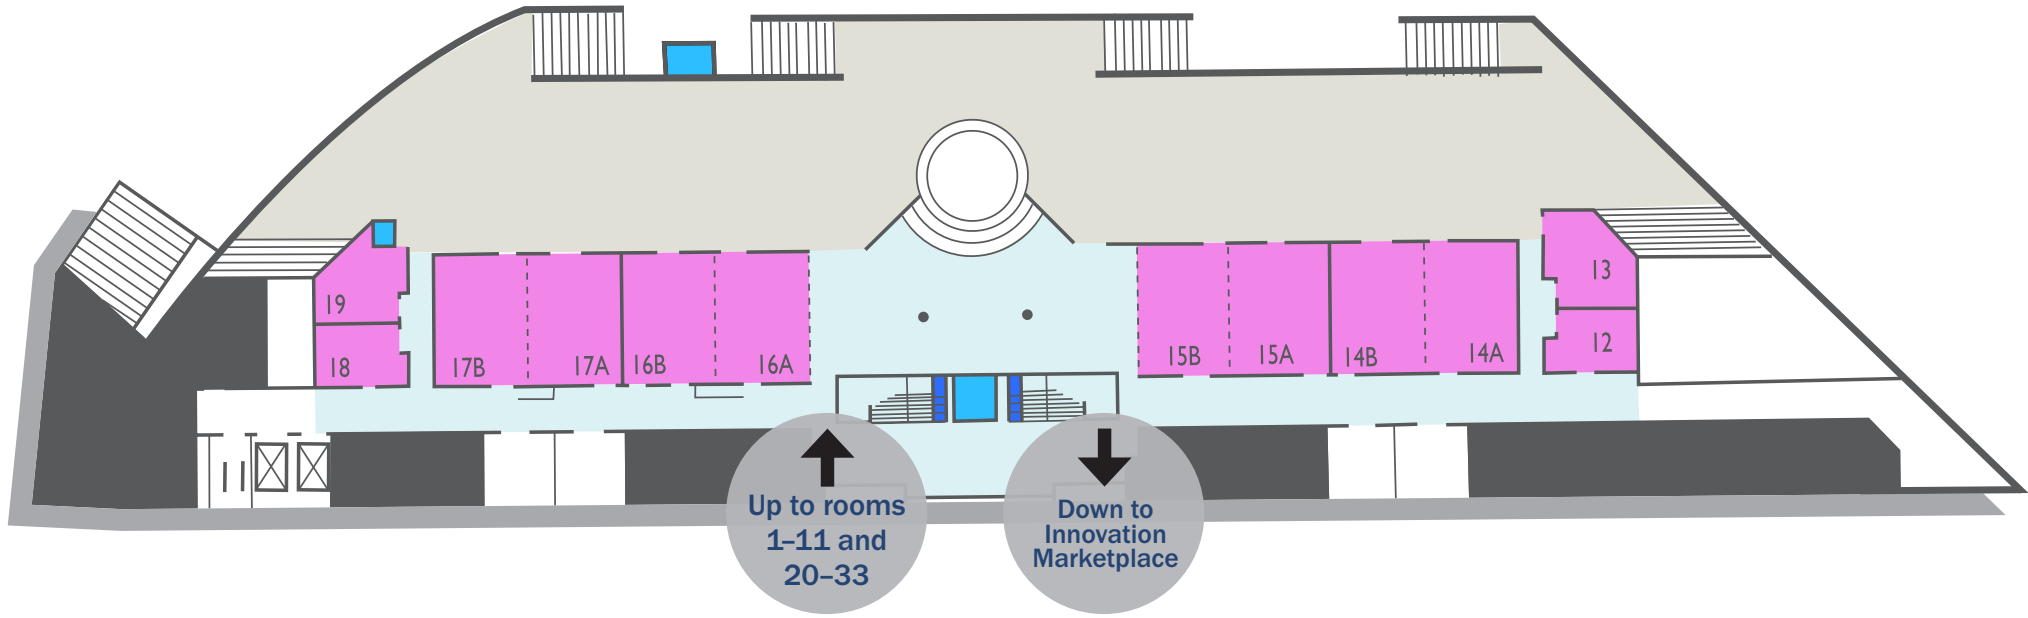 19
18
17B
17A
16B
16A
15B
15A
14B
14A
13
12
Up to rooms
1–11 and
20–33
Down to
Innovation
Marketplace